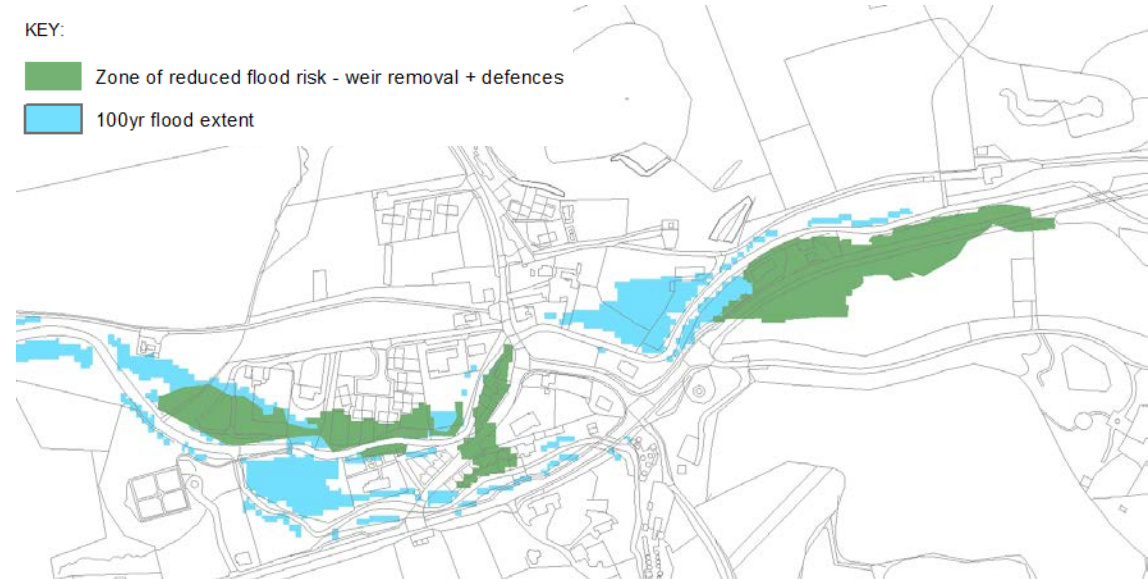 KEY:
Zone of reduced flood risk - weir removal + defences
100yr flood extent